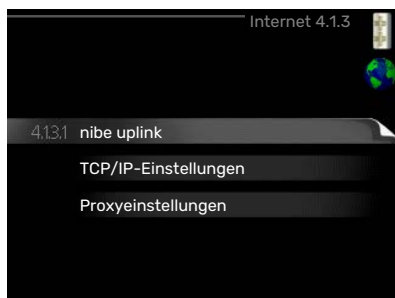 Internet 4.1.3
4.1.3.1 nibe uplink
TCP/IP-Einstellungen
Proxyeinstellungen